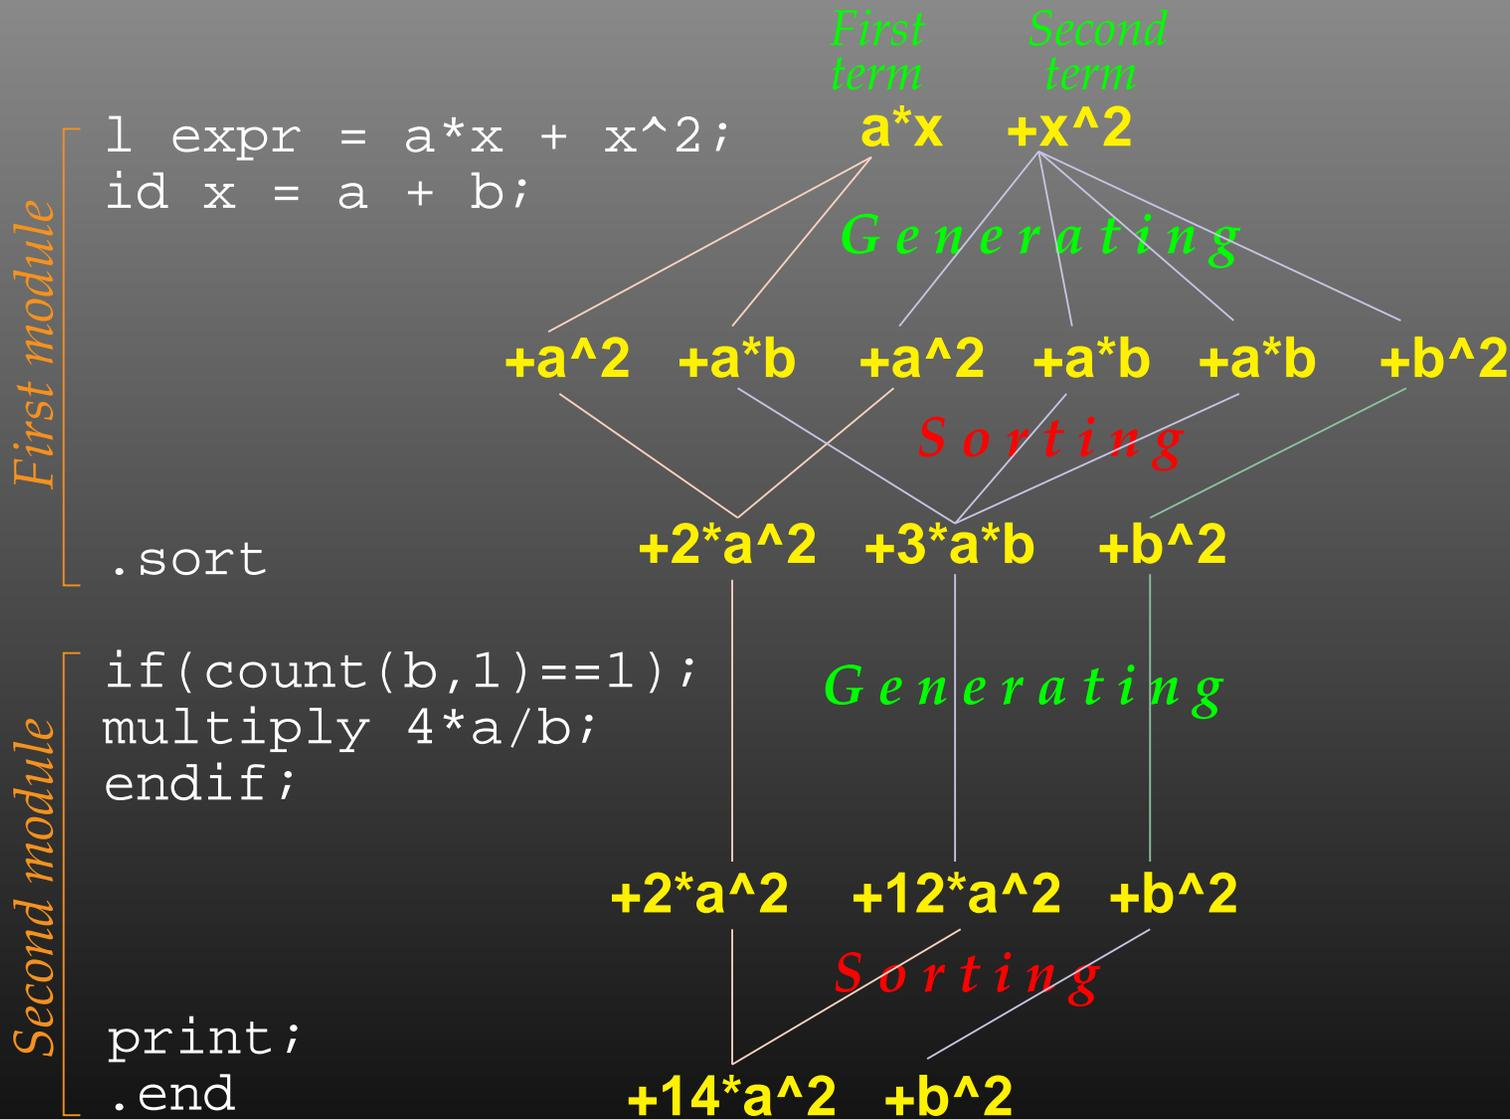 First Second
term term
l expr = a*x + x^2; a*x +x^2
id x = a + b;
Generating
First module
+a^2 +a*b +a^2 +a*b +a*b +b^2
Sorting
.sort +2*a^2 +3*a*b +b^2
if(count(b,1)==1);
Generating
multiply 4*a/b;
endif;
Second module
+2*a^2 +12*a^2 +b^2
Sorting
print;
.end +14*a^2 +b^2